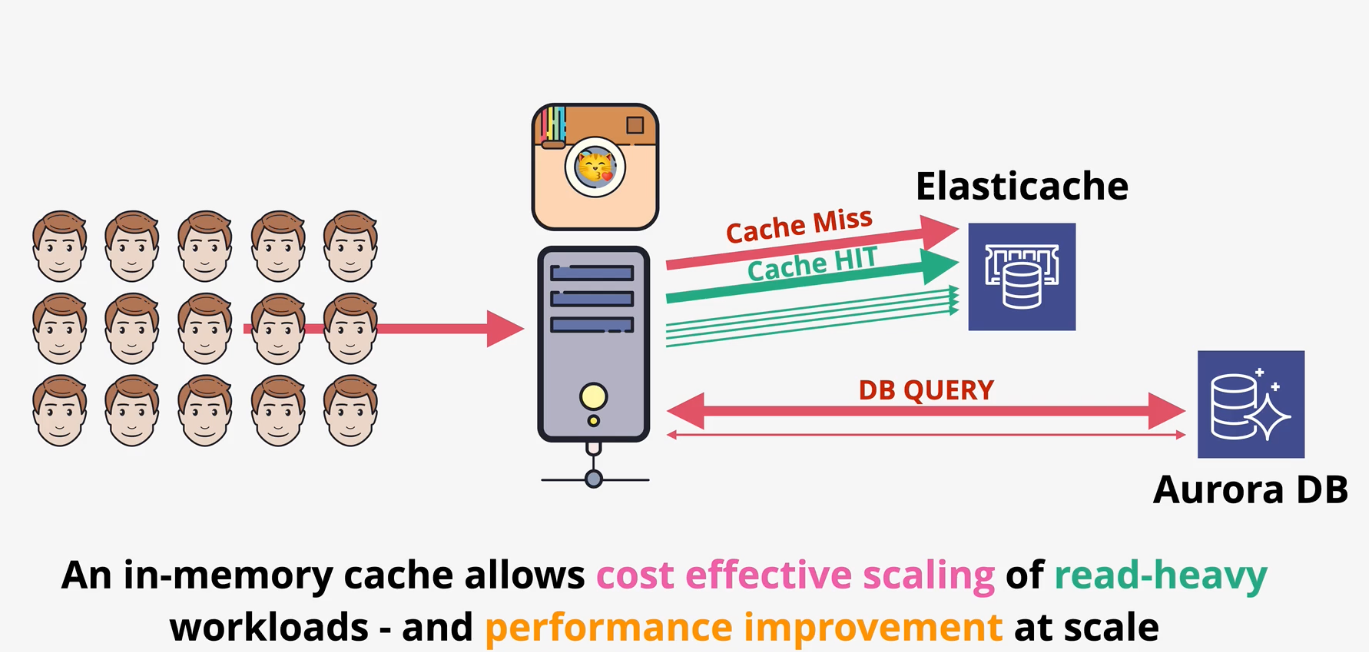 Elasticache
Cache Miss
Cache HIT
DB QUERY
Aurora DB
An in-memory cache allows cost effective scaling of read-heavy
workloads - and performance improvement at scale